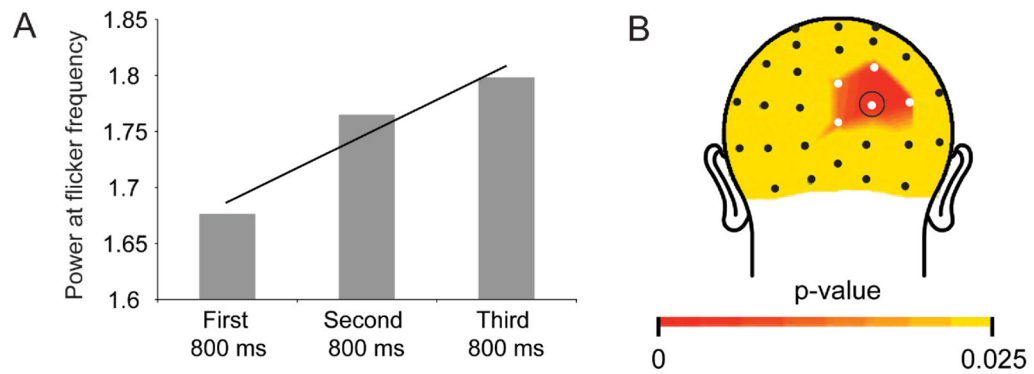 A
Power at flicker frequency
1.85
1.8
1.75
1.7
1.65
1.6
First
800 ms
Second
800 ms
Third
800 ms
B
p-value
0
0.025